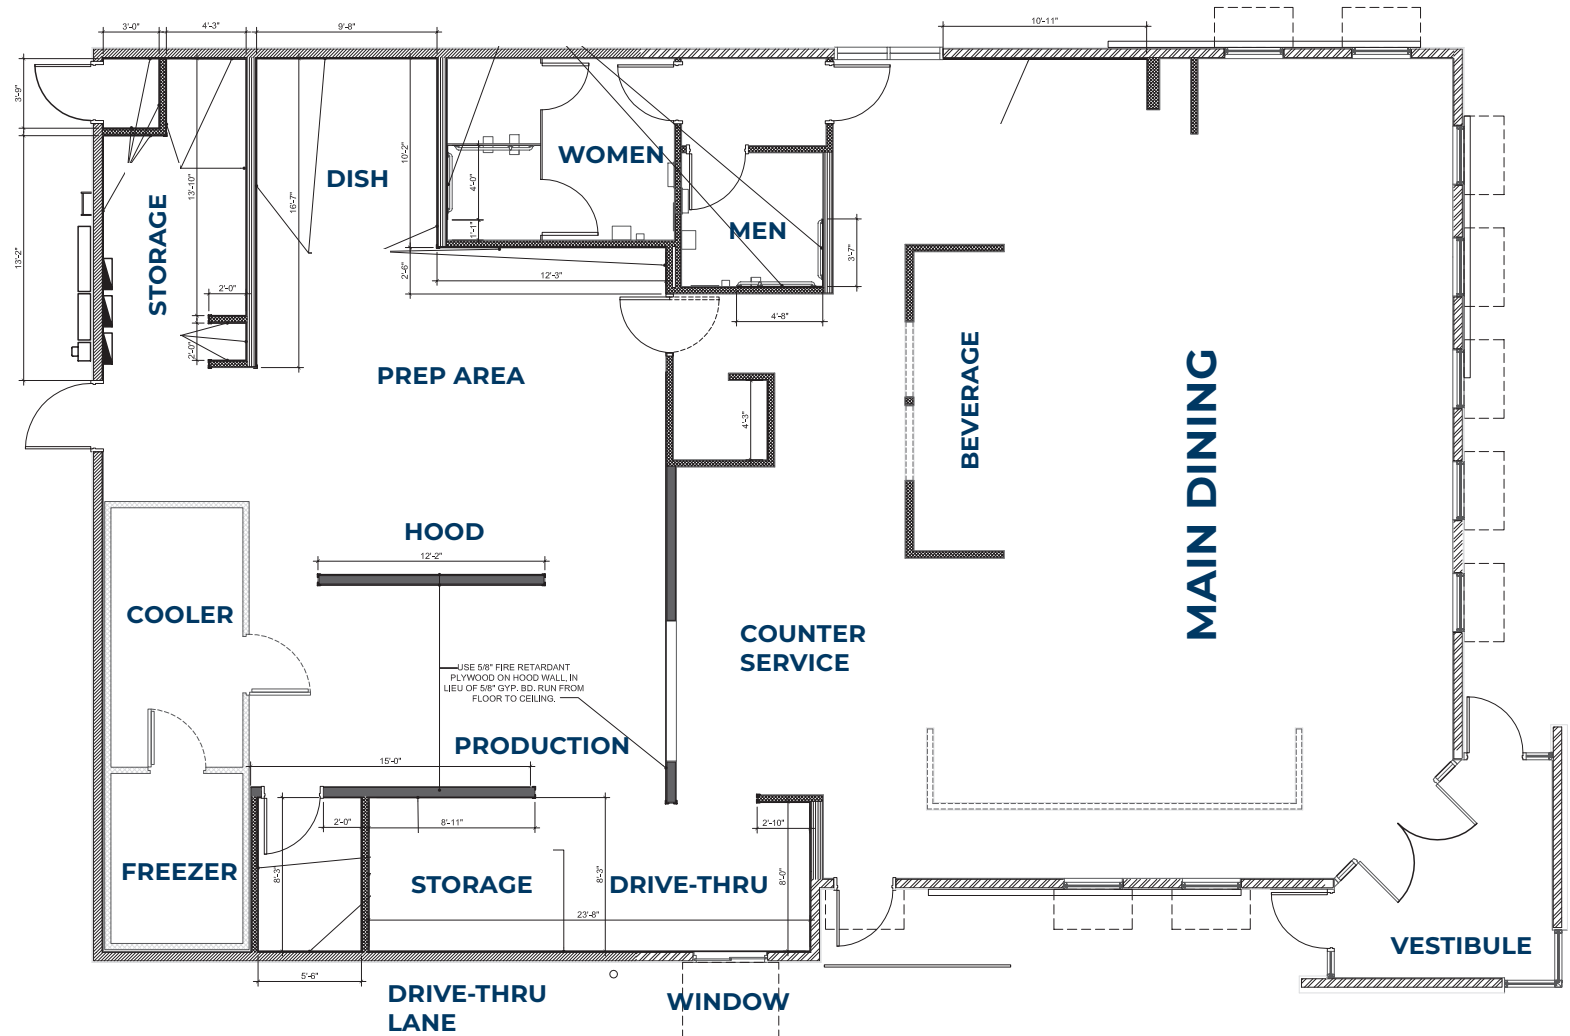 3'-0"
4'-3"
9'-8"
10'-11"
3'-9"
13'-2"
13'-10"
16'-7"
10'-2"
4'-0"
1'-1"
2'-6"
12'-3"
3'-7"
4'-8"
2'-0"
2'-0"
4'-3"
STORAGE
DISH
WOMEN
MEN
PREP AREA
BEVERAGE
MAIN DINING
HOOD
12'-2"
COOLER
COUNTER
SERVICE
USE 5/8" FIRE RETARDANT
PLYWOOD ON HOOD WALL, IN
LIEU OF 5/8" GYP. BD. RUN FROM
FLOOR TO CEILING.
PRODUCTION
15'-0"
2'-0"
8'-11"
2'-10"
FREEZER
8'-3"
STORAGE
8'-3"
DRIVE-THRU
8'-0"
23'-8"
VESTIBULE
5'-6"
DRIVE-THRU
LANE
WINDOW